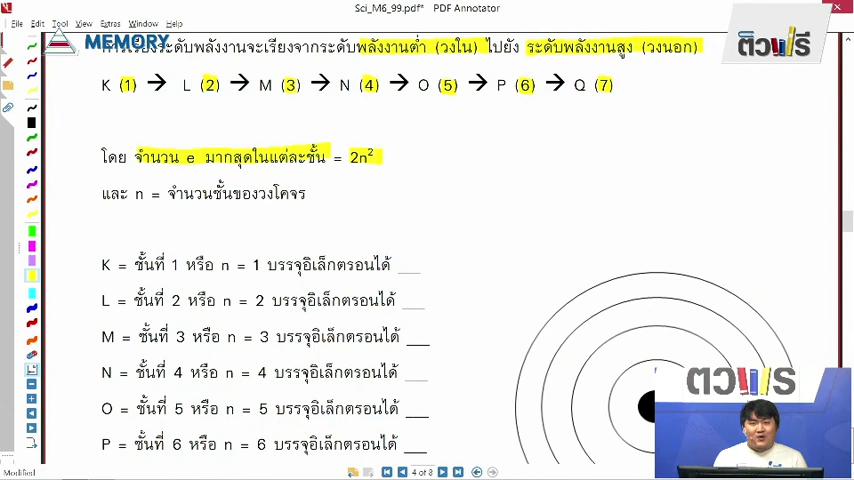 Sci_M6_99.pdf* - PDF Annotator
File Edit Tool View Extras Window Help
MEMORY
ติวฟรี
การเรียงระดับพลังงานจะเรียงจากระดับพลังงานต่ำ (วงใน) ไปยัง ระดับพลังงานสูง (วงนอก)
K (1) → L (2) → M (3) → N (4) → O (5) → P (6) → Q (7)
โดย จำนวน e มากสุดในแต่ละชั้น = 2n²
และ n = จำนวนชั้นของวงโคจร
K = ชั้นที่ 1 หรือ n = 1 บรรจุอิเล็กตรอนได้ ___
L = ชั้นที่ 2 หรือ n = 2 บรรจุอิเล็กตรอนได้ ___
M = ชั้นที่ 3 หรือ n = 3 บรรจุอิเล็กตรอนได้ ___
N = ชั้นที่ 4 หรือ n = 4 บรรจุอิเล็กตรอนได้ ___
O = ชั้นที่ 5 หรือ n = 5 บรรจุอิเล็กตรอนได้ ___
P = ชั้นที่ 6 หรือ n = 6 บรรจุอิเล็กตรอนได้ ___
ติวฟรี
Modified
4 of 8